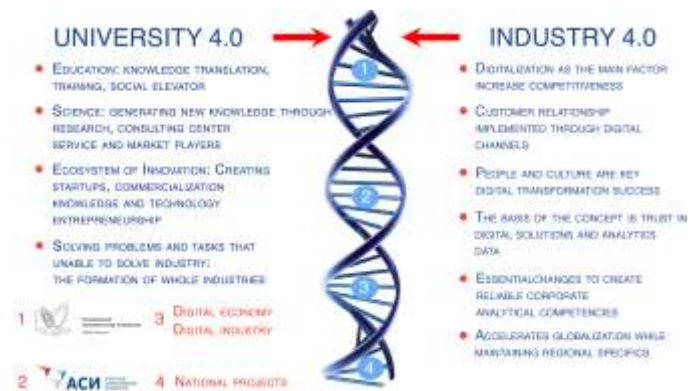 UNIVERSITY 4.0
EDUCATION: KNOWLEDGE TRANSLATION,
TRAINING, SOCIAL ELEVATOR
SCIENCE: GENERATING NEW KNOWLEDGE THROUGH
RESEARCH, CONSULTING CENTER
SERVICE AND MARKET PLAYERS
ECOSYSTEM OF INNOVATION: CREATING
STARTUPS, COMMERCIALIZATION
KNOWLEDGE AND TECHNOLOGY
ENTREPRENEURSHIP
SOLVING PROBLEMS AND TASKS THAT
UNABLE TO SOLVE INDUSTRY:
THE FORMATION OF WHOLE INDUSTRIES
1
3 DIGITAL ECONOMY
DIGITAL INDUSTRY
2 АСИ
4 NATIONAL PROJECTS
1
2
3
4
INDUSTRY 4.0
DIGITALIZATION AS THE MAIN FACTOR
INCREASE COMPETITIVENESS
CUSTOMER RELATIONSHIP
IMPLEMENTED THROUGH DIGITAL
CHANNELS
PEOPLE AND CULTURE ARE KEY
DIGITAL TRANSFORMATION SUCCESS
THE BASIS OF THE CONCEPT IS TRUST IN
DIGITAL SOLUTIONS AND ANALYTICS
DATA
ESSENTIALCHANGES TO CREATE
RELIABLE CORPORATE
ANALYTICAL COMPETENCIES
ACCELERATES GLOBALIZATION WHILE
MAINTAINING REGIONAL SPECIFICS